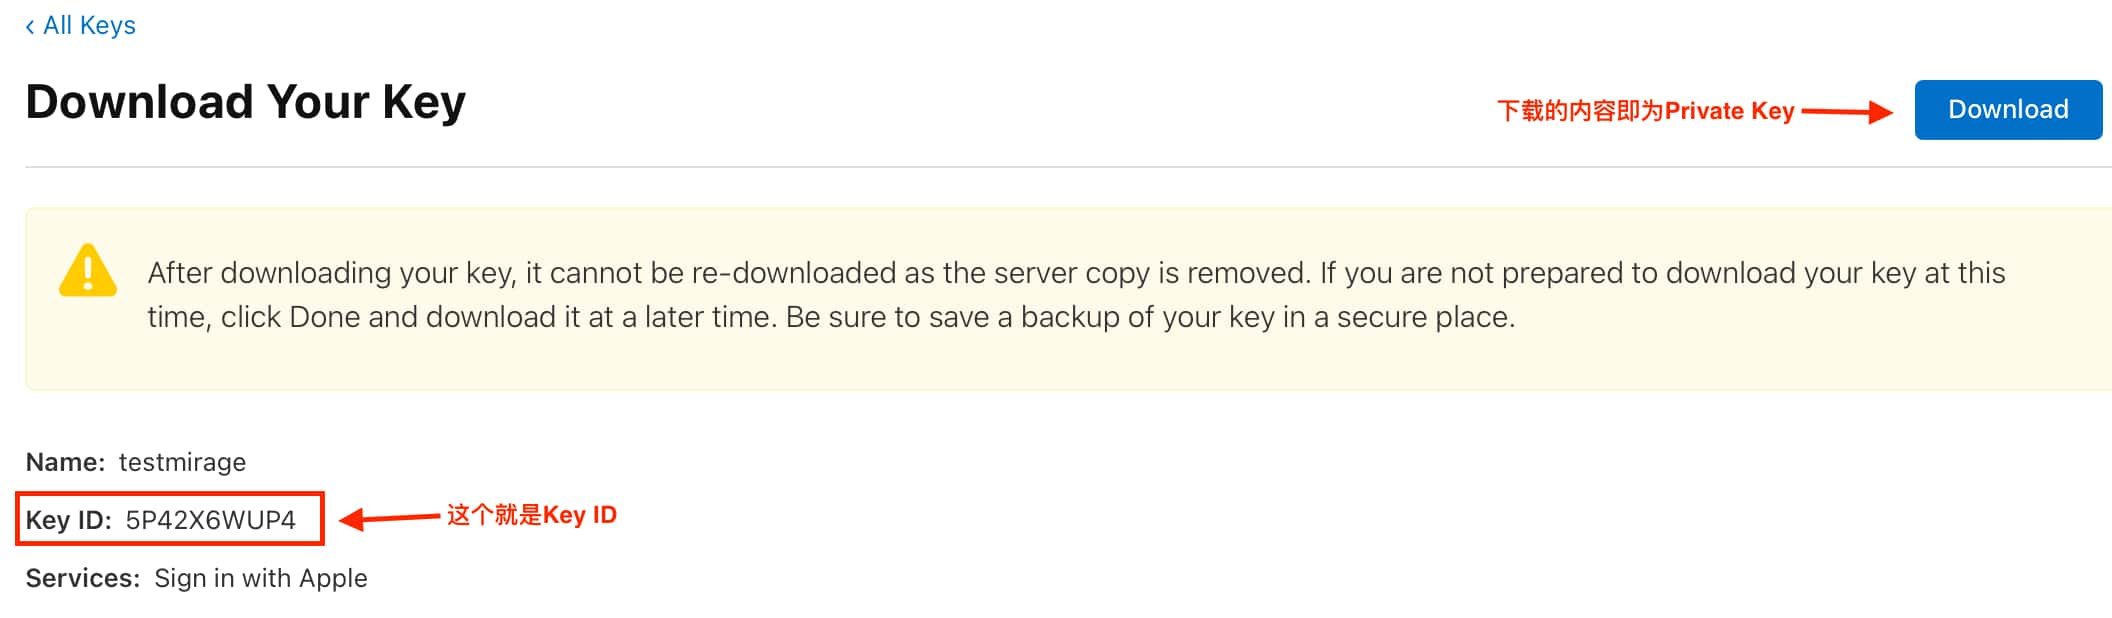 ‹ All Keys
Download Your Key
下载的内容即为Private Key
Download
After downloading your key, it cannot be re-downloaded as the server copy is removed. If you are not prepared to download your key at this
time, click Done and download it at a later time. Be sure to save a backup of your key in a secure place.
Name: testmirage
Key ID: 5P42X6WUP4
这个就是Key ID
Services: Sign in with Apple